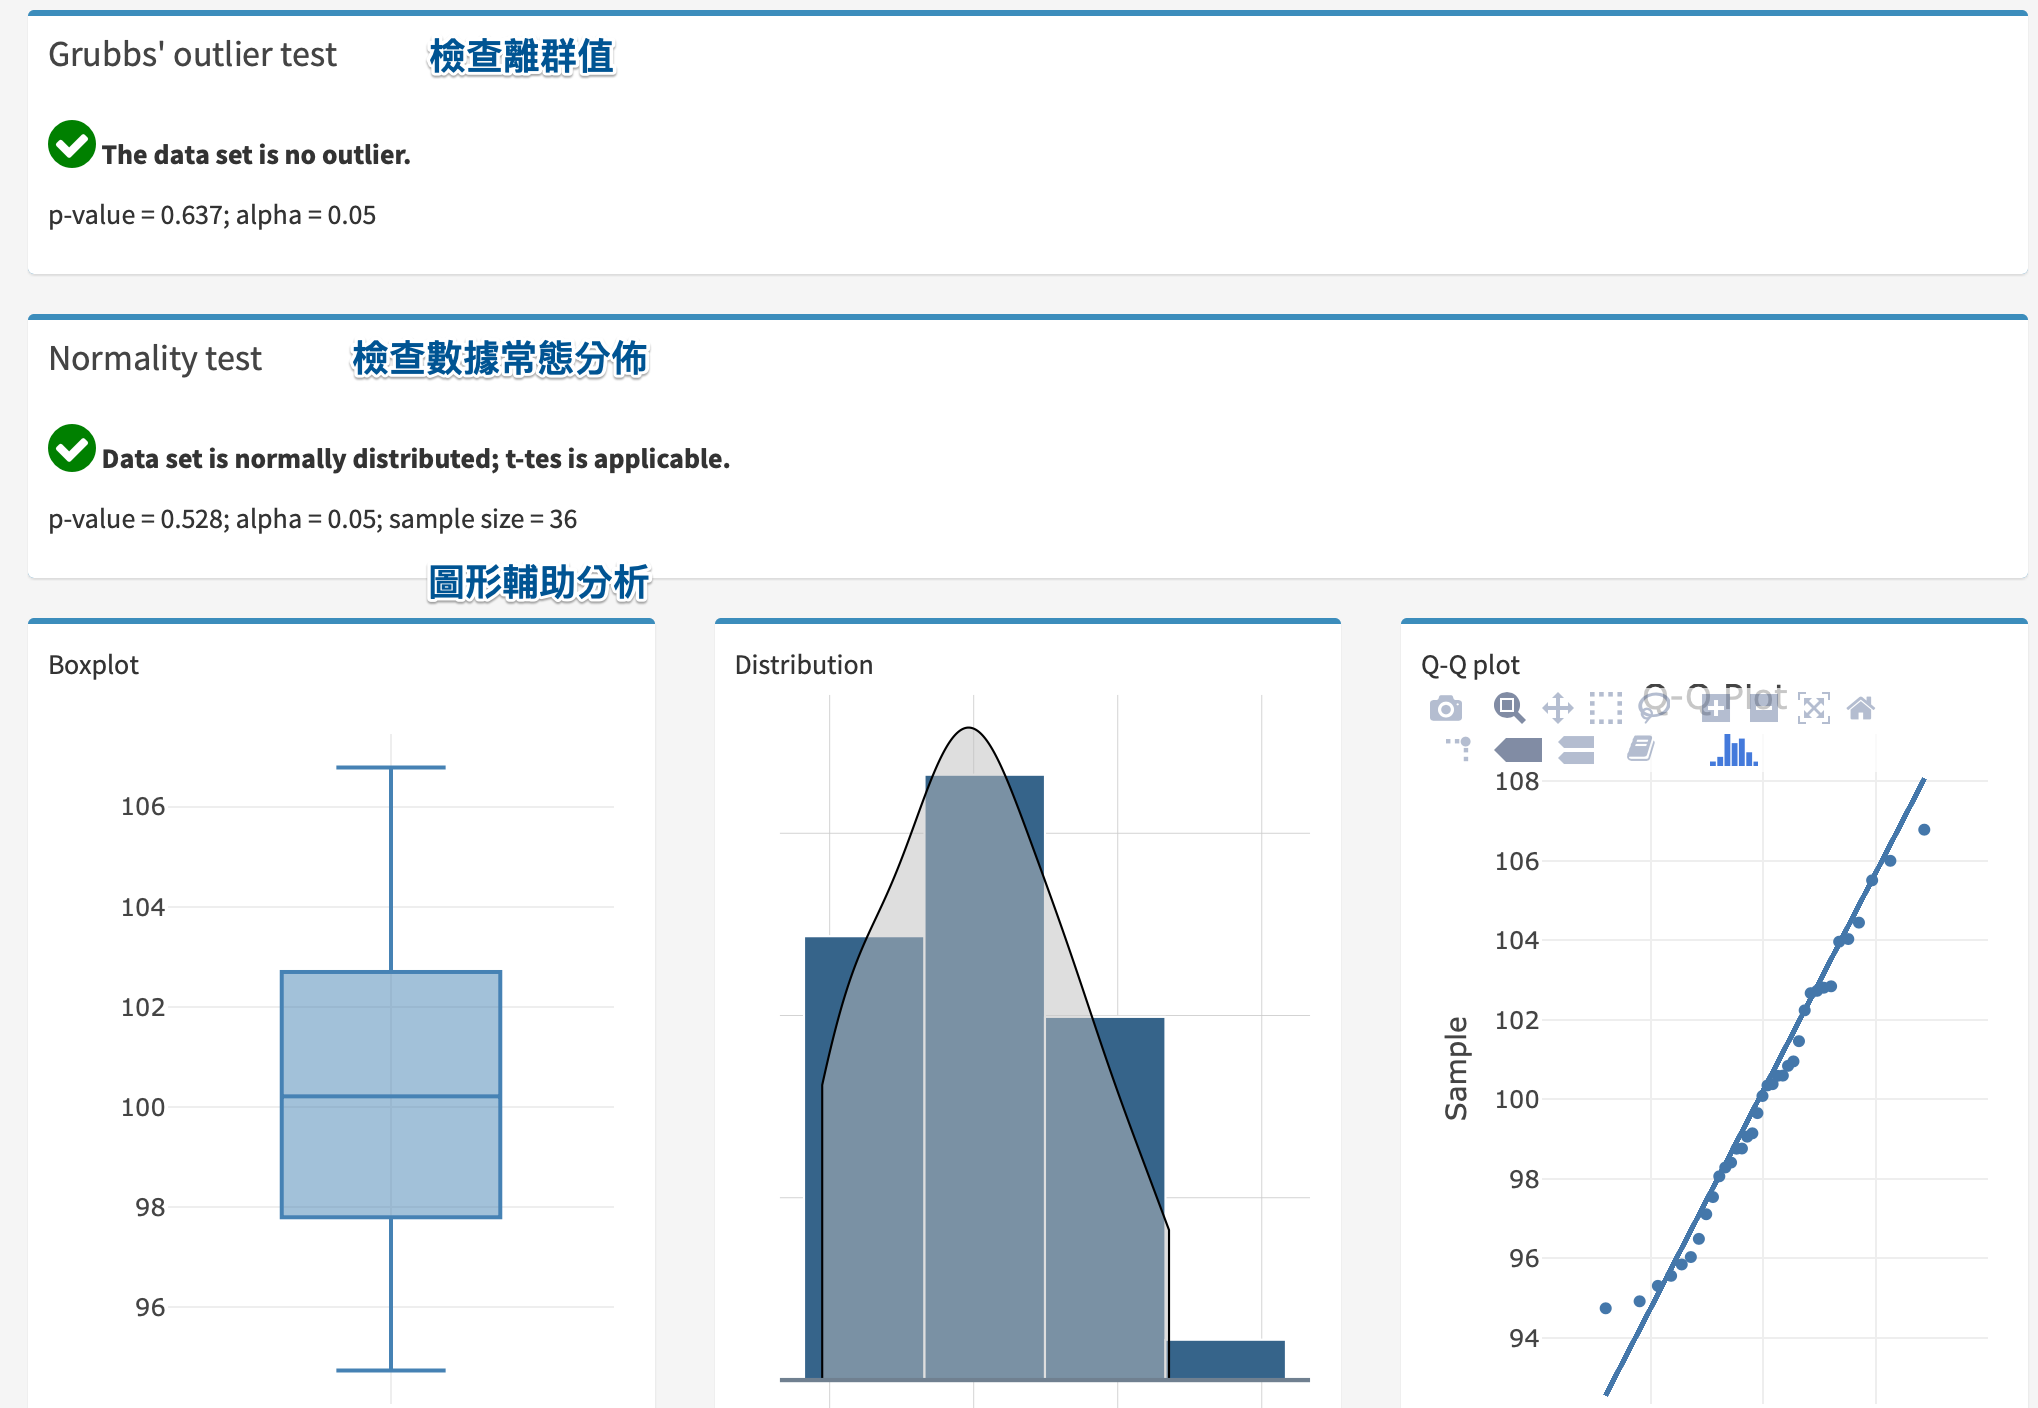 Grubbs' outlier test
檢查離群值
The data set is no outlier.
p-value = 0.637; alpha = 0.05
Normality test
檢查數據常態分佈
Data set is normally distributed; t-tes is applicable.
p-value = 0.528; alpha = 0.05; sample size = 36
圖形輔助分析
Boxplot
106
104
102
100
98
96
Distribution
Q-Q plot
Q-Q Plot
108
106
104
102
100
98
96
94
Sample